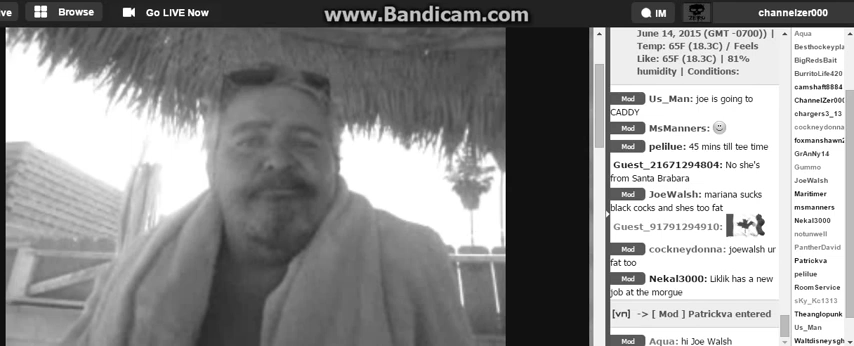 ve
Browse
Go LIVE Now
www.Bandicam.com
IM
channelzer000
June 14, 2015 (GMT -0700)) |
Temp: 65F (18.3C) / Feels
Like: 65F (18.3C) | 81%
humidity | Conditions:
Mod Us_Man: joe is going to
CADDY
Mod MsManners:
Mod pelilue: 45 mins till tee time
Guest_21671294804: No she's
from Santa Brabara
Mod JoeWalsh: mariana sucks
black cocks and shes too fat
Guest_91791294910:
Mod cockneydonna: joewalsh ur
fat too
Mod Nekal3000: Liklik has a new
job at the morgue
[vn] -> [ Mod ] Patrickva entered
Mod Aqua: hi Joe Walsh
Aqua
Besthockeypla
BigRedsBait
BurritoLife420
camshaft8884
ChannelZer000
chargers3_13
cockneydonna
foxmanshawn2
GrAnNy14
Gummo
JoeWalsh
Maritimer
msmanners
Nekal3000
notunwell
PantherDavid
Patrickva
pelilue
RoomService
sKy_Kc1313
Theanglopunk
Us_Man
Waltdisneysgh